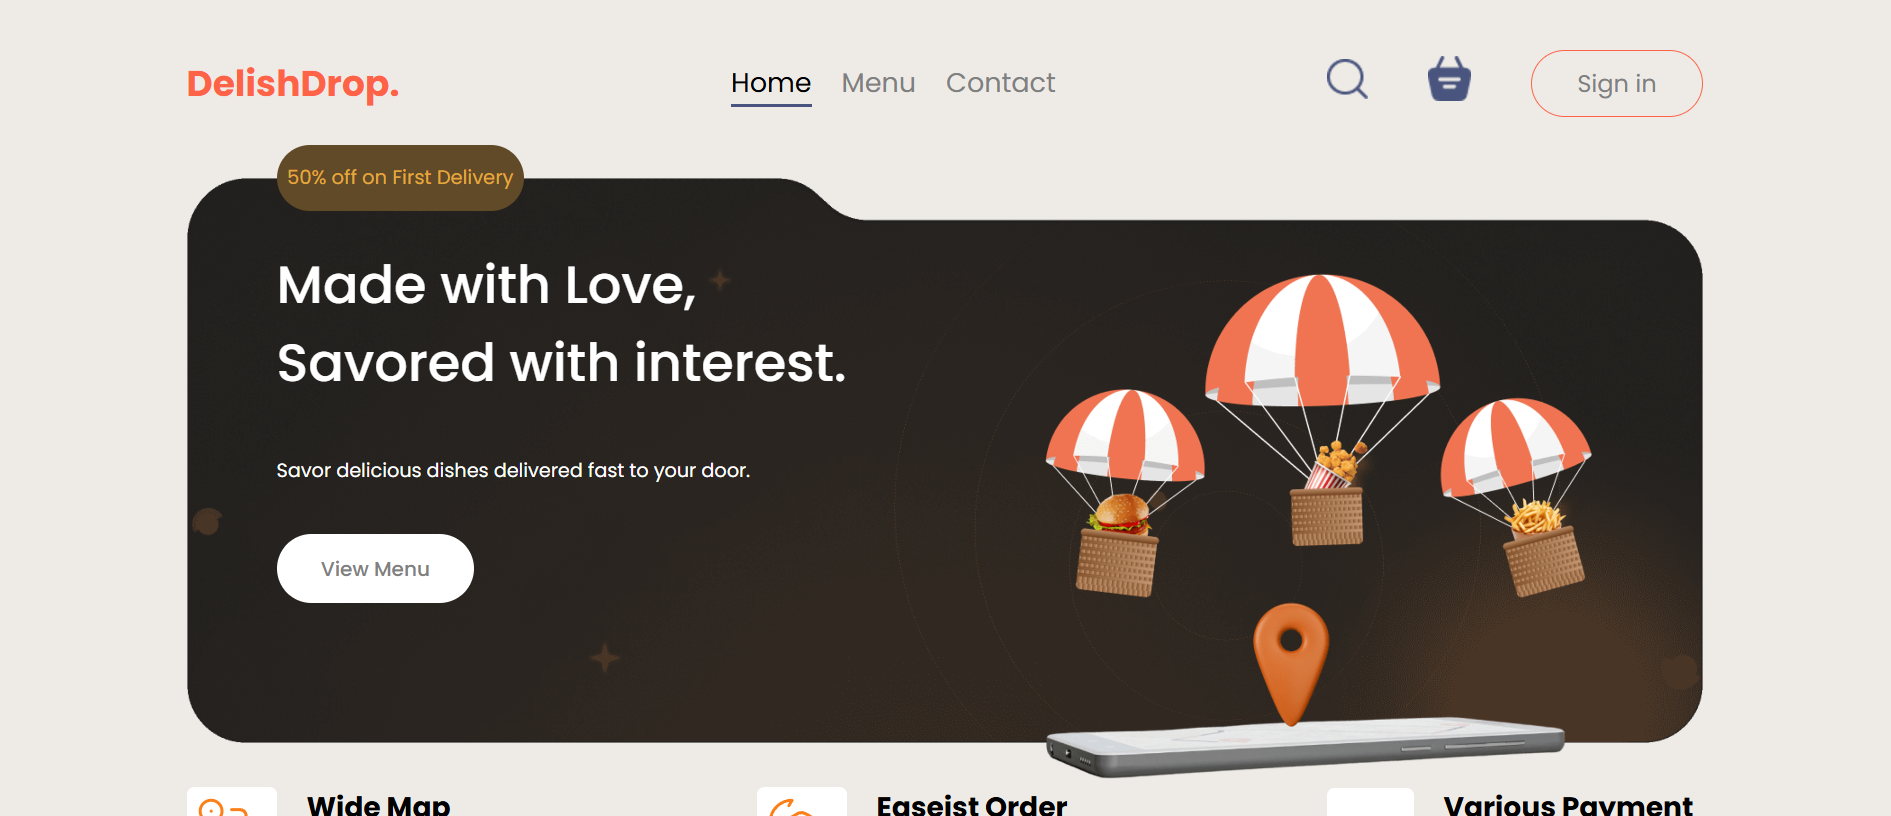 DelishDrop.
Home Menu Contact
Sign in
50% off on First Delivery
Made with Love,
Savored with interest.
Savor delicious dishes delivered fast to your door.
View Menu
Wide Map
Easeist Order
Various Payment